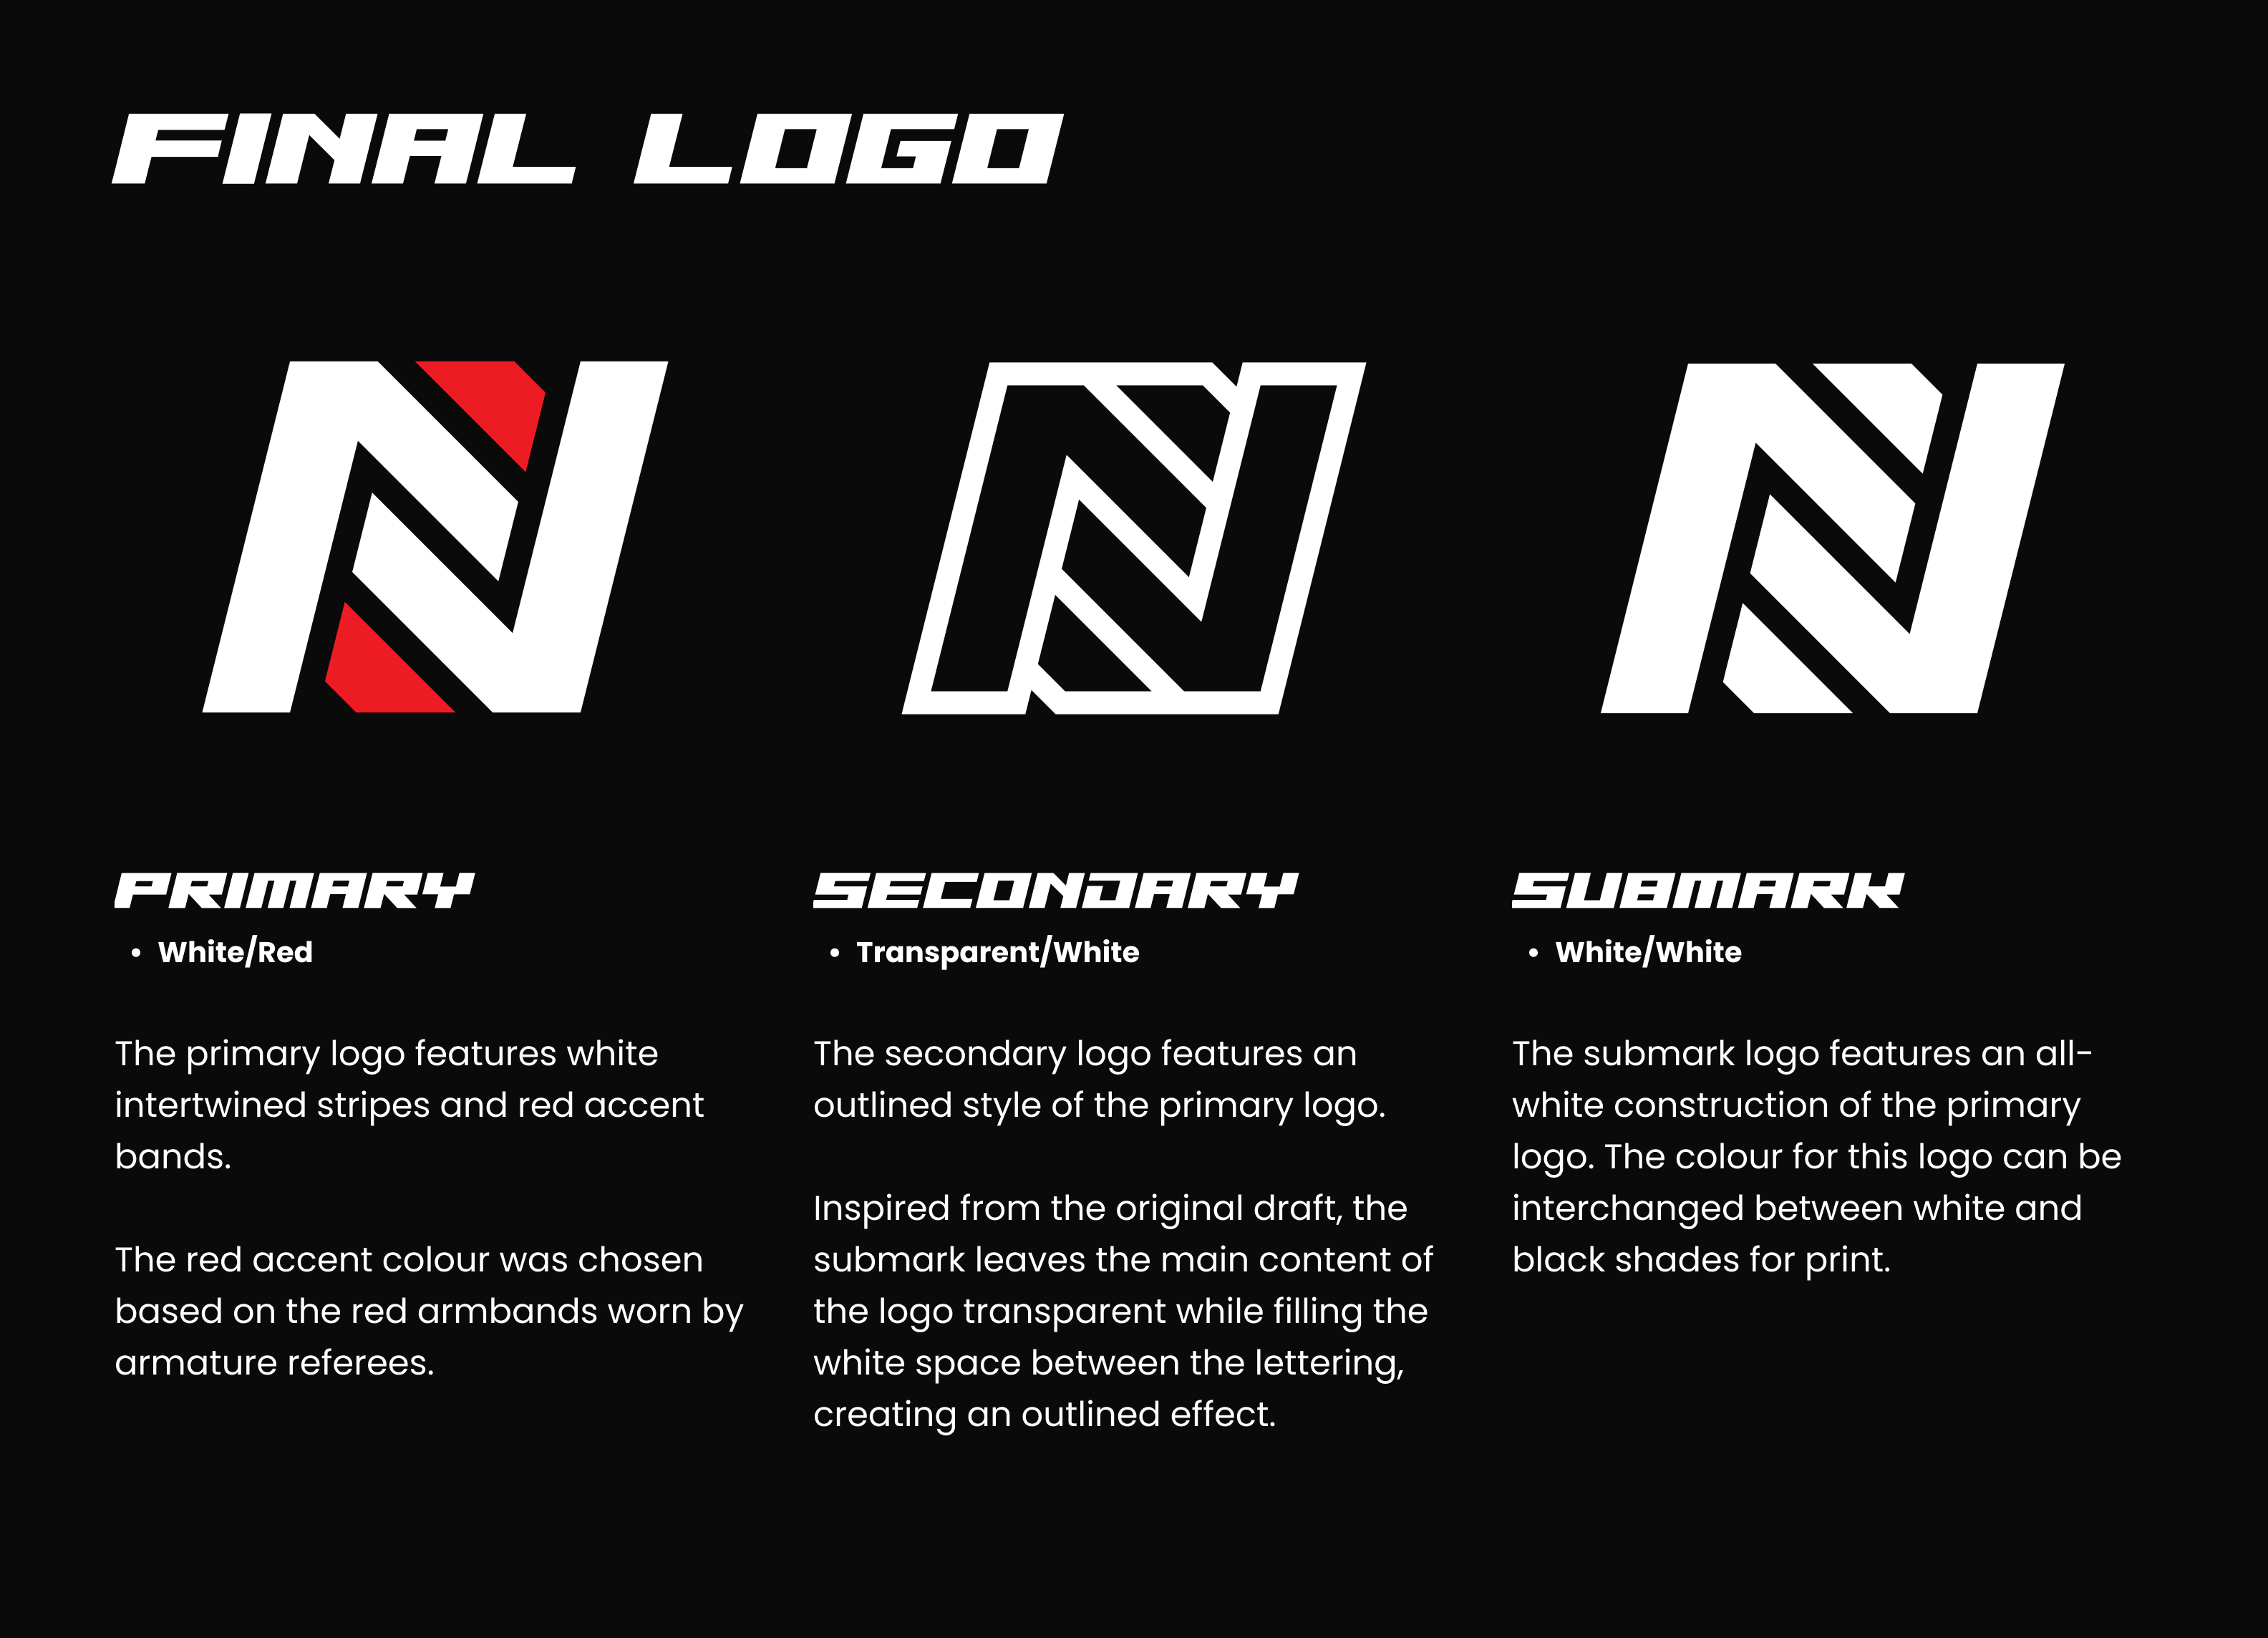 FINAL LOGO
PRIMARY
• White/Red
The primary logo features white
intertwined stripes and red accent
bands.
The red accent colour was chosen
based on the red armbands worn by
armature referees.
SECONDARY
• Transparent/White
The secondary logo features an
outlined style of the primary logo.
Inspired from the original draft, the
submark leaves the main content of
the logo transparent while filling the
white space between the lettering,
creating an outlined effect.
SUBMARK
• White/White
The submark logo features an all-
white construction of the primary
logo. The colour for this logo can be
interchanged between white and
black shades for print.